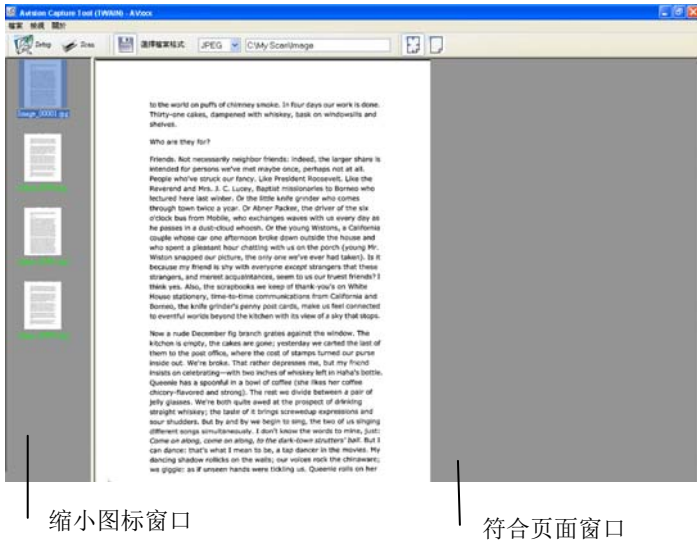 Avision Capture Tool (TWAIN) - AV.xxx
檔案 檢視 關於
Setup Scan 選擇檔案格式: JPEG C:\My Scan\Image
Image_00001.jpg
to the world on puffs of chimney smoke. In four days our work is done.
Thirty-one cakes, dampened with whiskey, bask on windowsills and
shelves.
Who are they for?
Friends. Not necessarily neighbor friends: indeed, the larger share is
intended for persons we've met maybe once, perhaps not at all.
People who've struck our fancy. Like President Roosevelt. Like the
Reverend and Mrs. J. C. Lucey, Baptist missionaries to Borneo who
lectured here last winter. Or the little knife grinder who comes
through town twice a year. Or Abner Packer, the driver of the six
o'clock bus from Mobile, who exchanges waves with us every day as
he passes in a dust-cloud whoosh. Or the young Wistons, a California
couple whose car one afternoon broke down outside the house and
who spent a pleasant hour chatting with us on the porch (young Mr.
Wiston snapped our picture, the only one we've ever had taken). Is it
because my friend is shy with everyone except strangers that these
strangers, and merest acquaintances, seem to us our truest friends? I
think yes. Also, the scrapbooks we keep of thank-you's on White
House stationery, time-to-time communications from California and
Borneo, the knife grinder's penny post cards, make us feel connected
to eventful worlds beyond the kitchen with its view of a sky that stops.
Now a nude December fig branch grates against the window. The
kitchen is empty, the cakes are gone; yesterday we carted the last of
them to the post office, where the cost of stamps turned our purse
inside out. We're broke. That rather depresses me, but my friend
insists on celebrating—with two inches of whiskey left in Haha's bottle.
Queenie has a spoonful in a bowl of coffee (she likes her coffee
chicory-flavored and strong). The rest we divide between a pair of
jelly glasses. We're both quite awed at the prospect of drinking
straight whiskey; the taste of it brings screwedup expressions and
sour shudders. But by and by we begin to sing, the two of us singing
different songs simultaneously. I don't know the words to mine, just:
Come on along, come on along, to the dark-town strutters' ball. But I
can dance: that's what I mean to be, a tap dancer in the movies. My
dancing shadow rollicks on the walls; our voices rock the chinaware;
we giggle: as if unseen hands were tickling us. Queenie rolls on her
缩小图标窗口
符合页面窗口